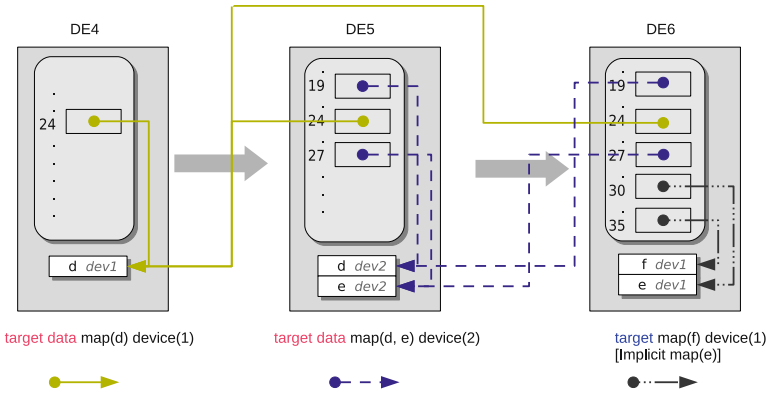 DE4 DE5 DE6
24
19
24
27
19
24
27
30
35
d dev1
d dev2
e dev2
f dev1
e dev1
target data map(d) device(1)
target data map(d, e) device(2)
target map(f) device(1)
[Implicit map(e)]